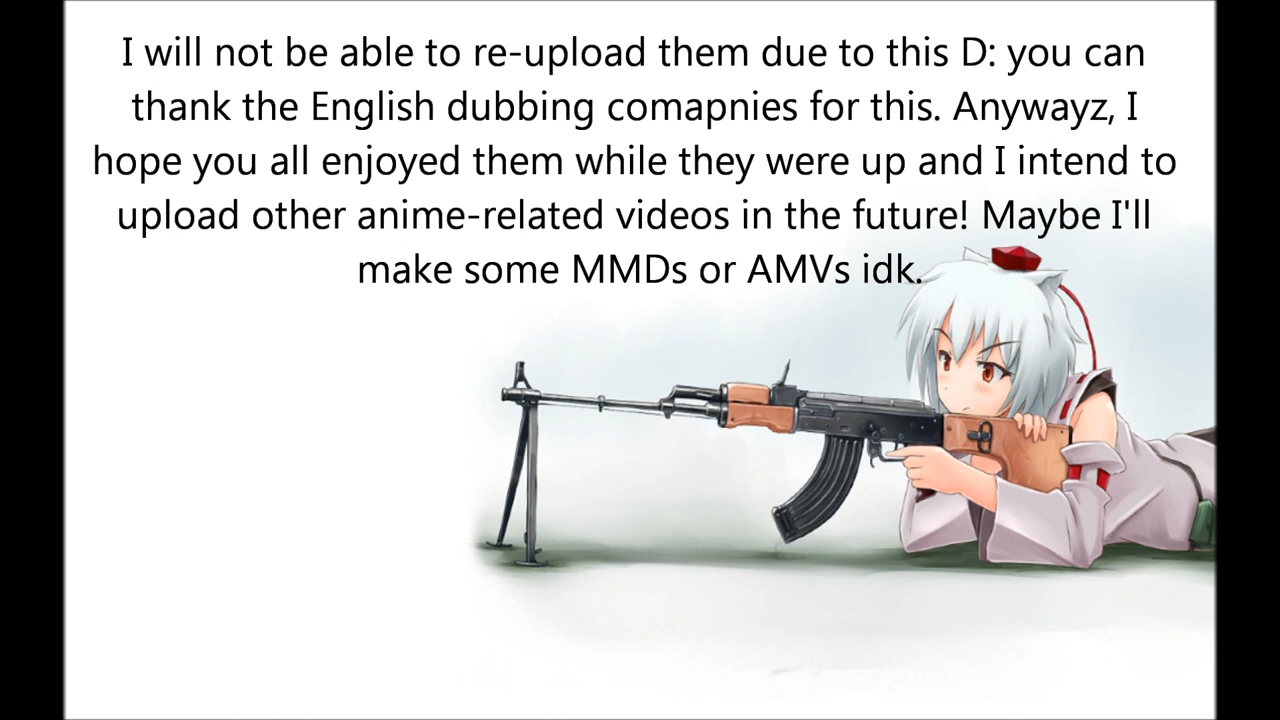 I will not be able to re-upload them due to this D: you can
thank the English dubbing comapnies for this. Anywayz, I
hope you all enjoyed them while they were up and I intend to
upload other anime-related videos in the future! Maybe I'll
make some MMDs or AMVs idk.